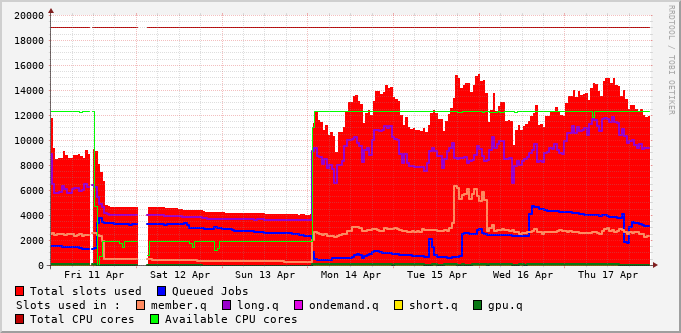 20000
18000
16000
14000
12000
10000
8000
6000
4000
2000
0
Fri 11 Apr Sat 12 Apr Sun 13 Apr Mon 14 Apr Tue 15 Apr Wed 16 Apr Thu 17 Apr
Total slots used Queued Jobs
Slots used in : member.q long.q ondemand.q short.q gpu.q
Total CPU cores Available CPU cores
RRDTOOL / TOBI OETIKER